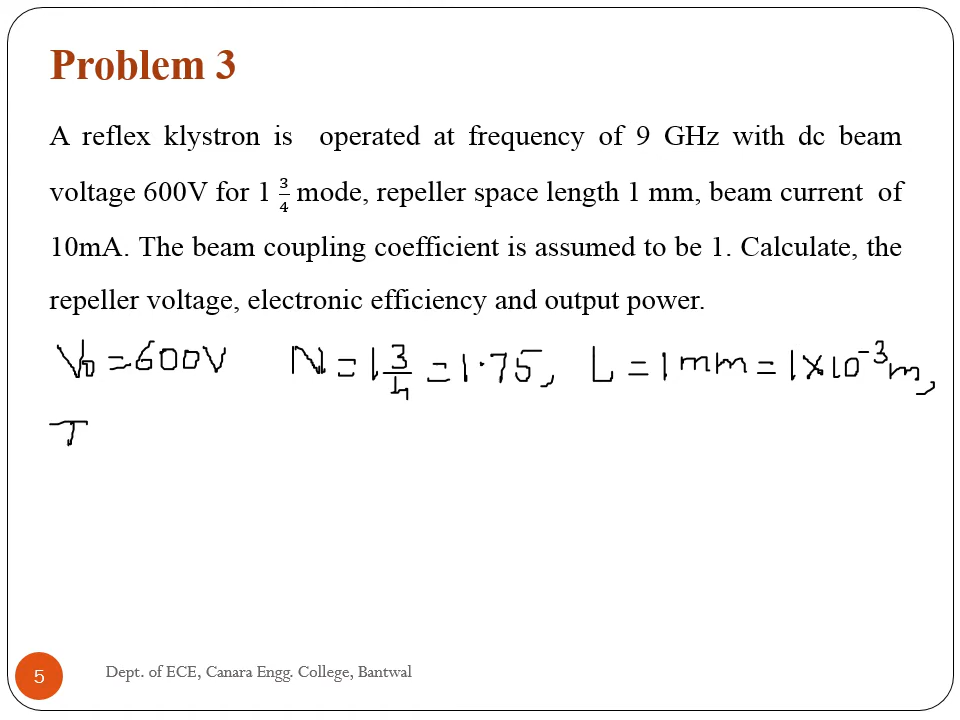 Problem 3
A reflex klystron is operated at frequency of 9 GHz with dc beam
voltage 600V for 1 3/4 mode, repeller space length 1 mm, beam current of
10mA. The beam coupling coefficient is assumed to be 1. Calculate, the
repeller voltage, electronic efficiency and output power.
V₀ = 600V N = 1 3/4 = 1.75, L = 1 mm = 1×10⁻³m,
5 Dept. of ECE, Canara Engg. College, Bantwal